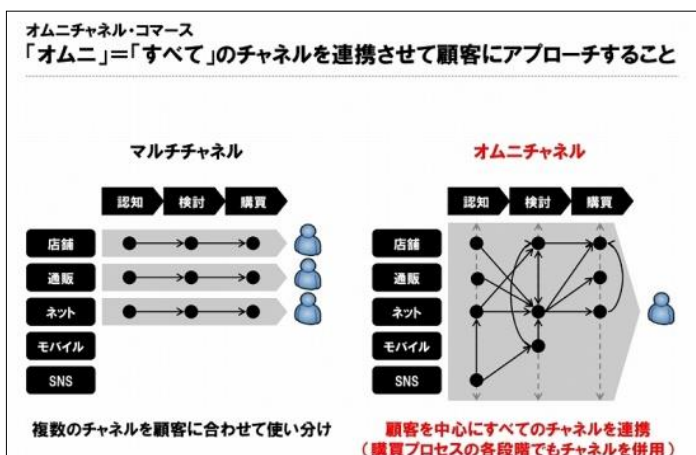 オムニチャネル・コマース
「オムニ」＝「すべて」のチャネルを連携させて顧客にアプローチすること
マルチチャネル
認知 検討 購買
店舗
通販
ネット
モバイル
SNS
複数のチャネルを顧客に合わせて使い分け
オムニチャネル
認知 検討 購買
店舗
通販
ネット
モバイル
SNS
顧客を中心にすべてのチャネルを連携
（購買プロセスの各段階でもチャネルを併用）